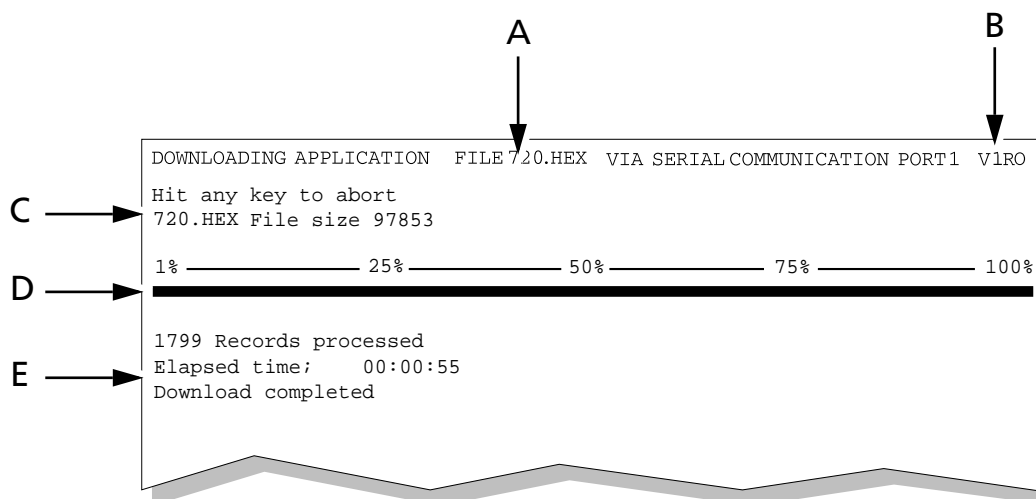 A
B
DOWNLOADING APPLICATION FILE 720.HEX VIA SERIAL COMMUNICATION PORT1 V1RO
Hit any key to abort
C
720.HEX File size 97853
1% 25% 50% 75% 100%
D
1799 Records processed
Elapsed time; 00:00:55
E
Download completed